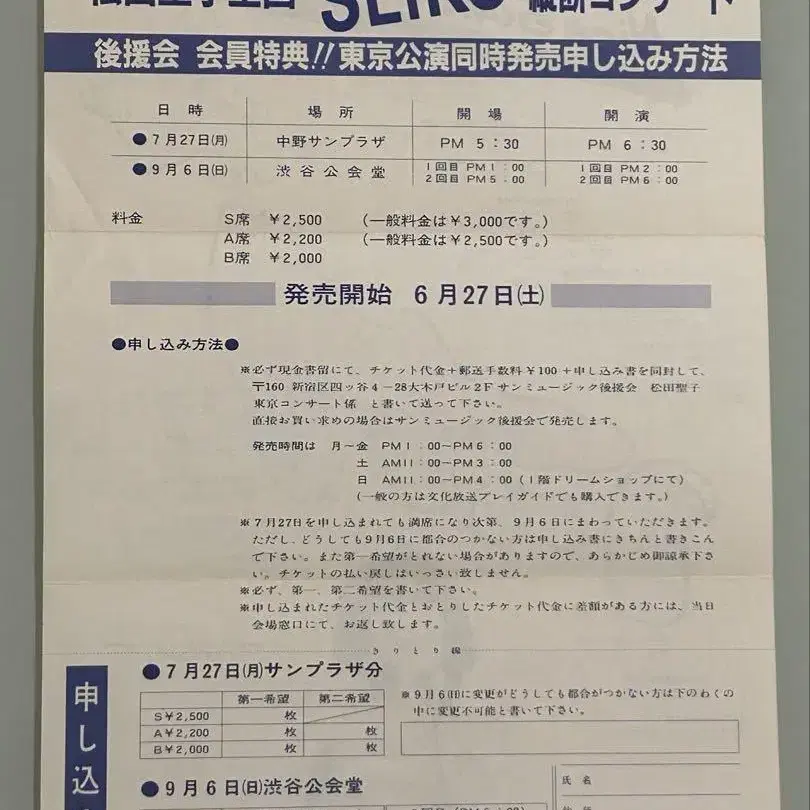 SEIKO
後援会 会員特典!!東京公演同時発売申し込み方法
日時 場所 開場 開演
●7月27日(月) 中野サンプラザ PM 5:30 PM 6:30
●9月6日(日) 渋谷公会堂 1回目 PM1:00 1回目 PM2:00
2回目 PM5:00 2回目 PM6:00
料金 S席 ¥2,500 (一般料金は¥3,000です。)
A席 ¥2,200 (一般料金は¥2,500です。)
B席 ¥2,000
発売開始 6月27日(土)
●申し込み方法●
※必ず現金書留にて、チケット代金+郵送手数料¥100+申し込み書を同封して、
〒160 新宿区四ッ谷4-28大木戸ビル2F サンミュージック後援会 松田聖子
東京コンサート係 と書いて送って下さい。
直接お買い求めの場合はサンミュージック後援会で発売します。
発売時間は 月~金 PM1:00~PM6:00
土 AM11:00~PM3:00
日 AM11:00~PM4:00(1階ドリームショップにて)
(一般の方は文化放送プレイガイドでも購入できます。)
※7月27日を申し込まれても満席になり次第、9月6日にまわっていただきます。
ただし、どうしても9月6日に都合のつかない方は申し込み書にきちんと書きこん
で下さい。また第一希望がとれない場合がありますので、あらかじめ御諒承下さ
い。チケットの払い戻しはいっさい致しません。
※必ず、第一、第二希望を書いて下さい。
※申し込まれたチケット代金とおとりしたチケット代金に差額がある方には、当日
会場窓口にて、お返し致します。
きりとり線
●7月27日(月)サンプラザ分
第一希望 第二希望
S¥2,500 枚
A¥2,200 枚 枚
B¥2,000 枚 枚
※9月6(日)に変更がどうしても都合がつかない方は下のわくの
中に変更不可能と書いて下さい。
●9月6日(日)渋谷公会堂
氏名
申し込